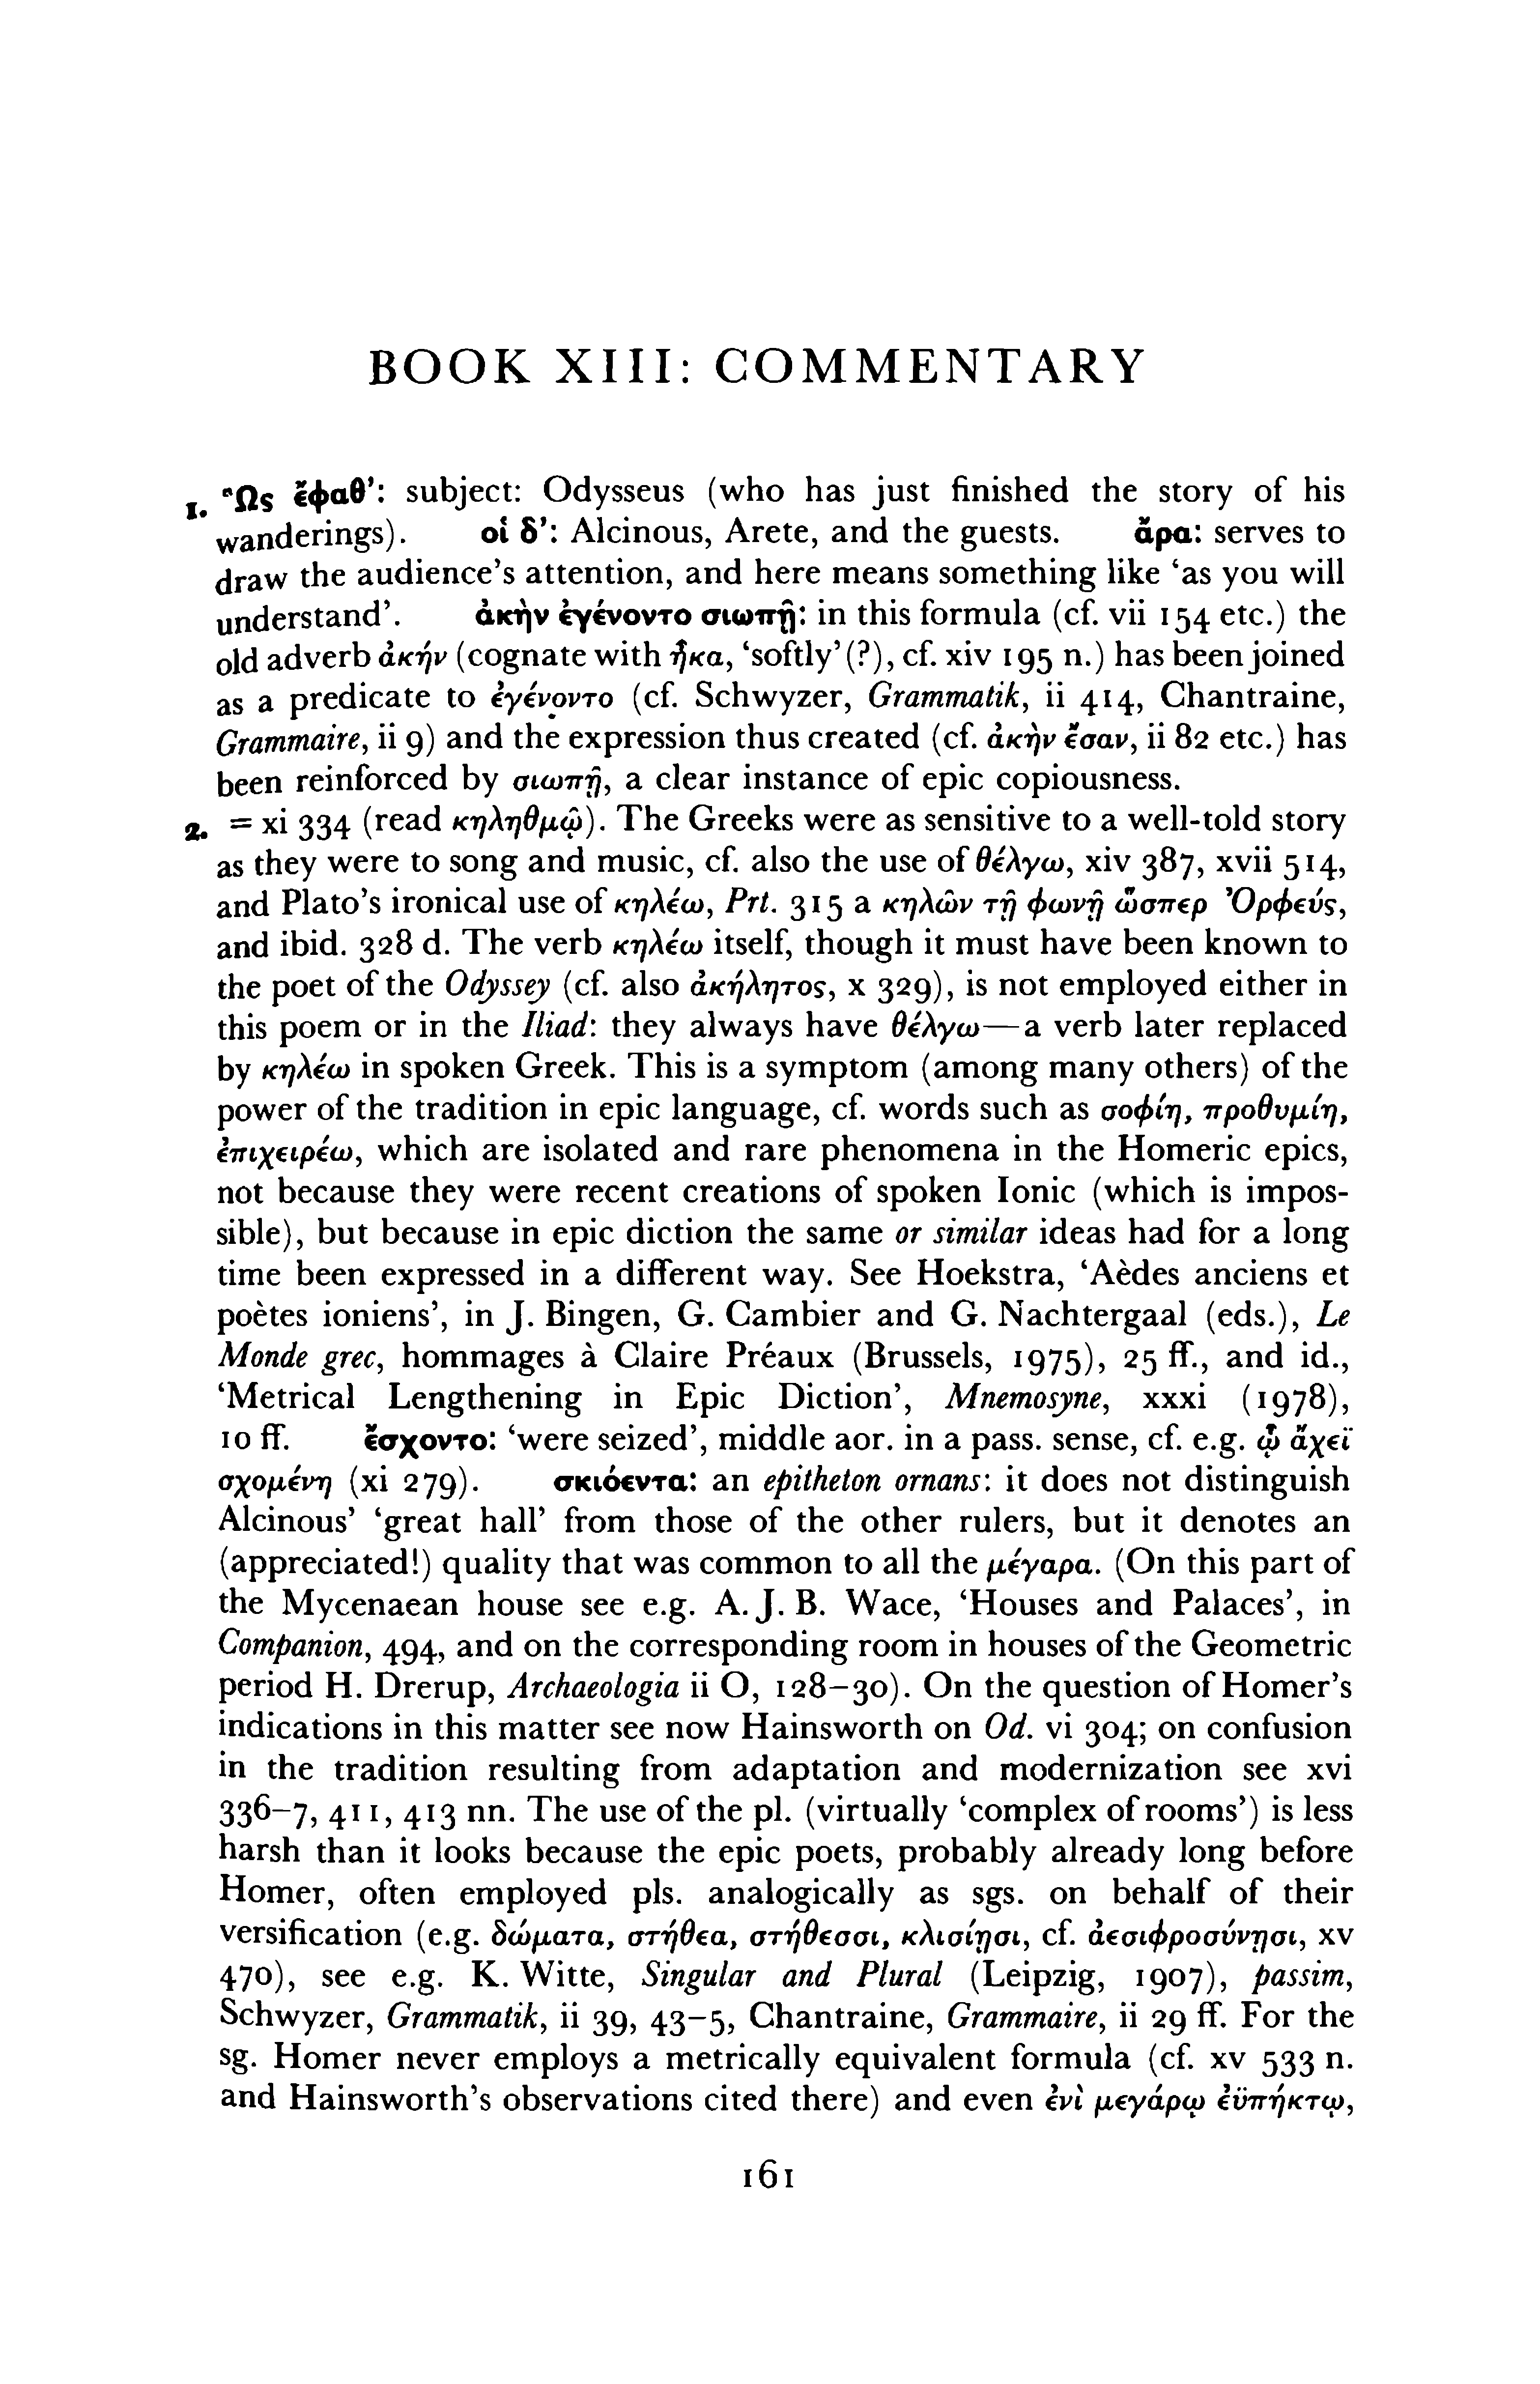 BOOK XIII: COMMENTARY
1. Ὣς ἔφαθ’: subject: Odysseus (who has just finished the story of his
wanderings). οἱ δ’: Alcinous, Arete, and the guests. ἄρα: serves to
draw the audience’s attention, and here means something like ‘as you will
understand’. ἀκὴν ἐγένοντο σιωπῇ: in this formula (cf. vii 154 etc.) the
old adverb ἀκήν (cognate with ἦκα, ‘softly’ (?), cf. xiv 195 n.) has been joined
as a predicate to ἐγένοντο (cf. Schwyzer, Grammatik, ii 414, Chantraine,
Grammaire, ii 9) and the expression thus created (cf. ἀκὴν ἔσαν, ii 82 etc.) has
been reinforced by σιωπῇ, a clear instance of epic copiousness.
2. = xi 334 (read κηληθμῷ). The Greeks were as sensitive to a well-told story
as they were to song and music, cf. also the use of θέλγω, xiv 387, xvii 514,
and Plato’s ironical use of κηλέω, Prt. 315 a κηλῶν τῇ φωνῇ ὥσπερ Ὀρφεύς,
and ibid. 328 d. The verb κηλέω itself, though it must have been known to
the poet of the Odyssey (cf. also ἀκήλητος, x 329), is not employed either in
this poem or in the Iliad: they always have θέλγω—a verb later replaced
by κηλέω in spoken Greek. This is a symptom (among many others) of the
power of the tradition in epic language, cf. words such as σοφίη, προθυμίη,
ἐπιχειρέω, which are isolated and rare phenomena in the Homeric epics,
not because they were recent creations of spoken Ionic (which is impos-
sible), but because in epic diction the same or similar ideas had for a long
time been expressed in a different way. See Hoekstra, ‘Aèdes anciens et
poètes ioniens’, in J. Bingen, G. Cambier and G. Nachtergaal (eds.), Le
Monde grec, hommages à Claire Préaux (Brussels, 1975), 25 ff., and id.,
‘Metrical Lengthening in Epic Diction’, Mnemosyne, xxxi (1978),
10 ff. ἔσχοντο: ‘were seized’, middle aor. in a pass. sense, cf. e.g. ᾧ ἄχεϊ
σχομένη (xi 279). σκιόεντα: an epitheton ornans: it does not distinguish
Alcinous’ ‘great hall’ from those of the other rulers, but it denotes an
(appreciated!) quality that was common to all the μέγαρα. (On this part of
the Mycenaean house see e.g. A. J. B. Wace, ‘Houses and Palaces’, in
Companion, 494, and on the corresponding room in houses of the Geometric
period H. Drerup, Archaeologia ii O, 128–30). On the question of Homer’s
indications in this matter see now Hainsworth on Od. vi 304; on confusion
in the tradition resulting from adaptation and modernization see xvi
336–7, 411, 413 nn. The use of the pl. (virtually ‘complex of rooms’) is less
harsh than it looks because the epic poets, probably already long before
Homer, often employed pls. analogically as sgs. on behalf of their
versification (e.g. δώματα, στήθεα, στήθεσσι, κλισίῃσι, cf. ἀεσιφροσύνῃσι, xv
470), see e.g. K. Witte, Singular and Plural (Leipzig, 1907), passim,
Schwyzer, Grammatik, ii 39, 43–5, Chantraine, Grammaire, ii 29 ff. For the
sg. Homer never employs a metrically equivalent formula (cf. xv 533 n.
and Hainsworth’s observations cited there) and even ἐνὶ μεγάρῳ ἐϋπήκτῳ,
161